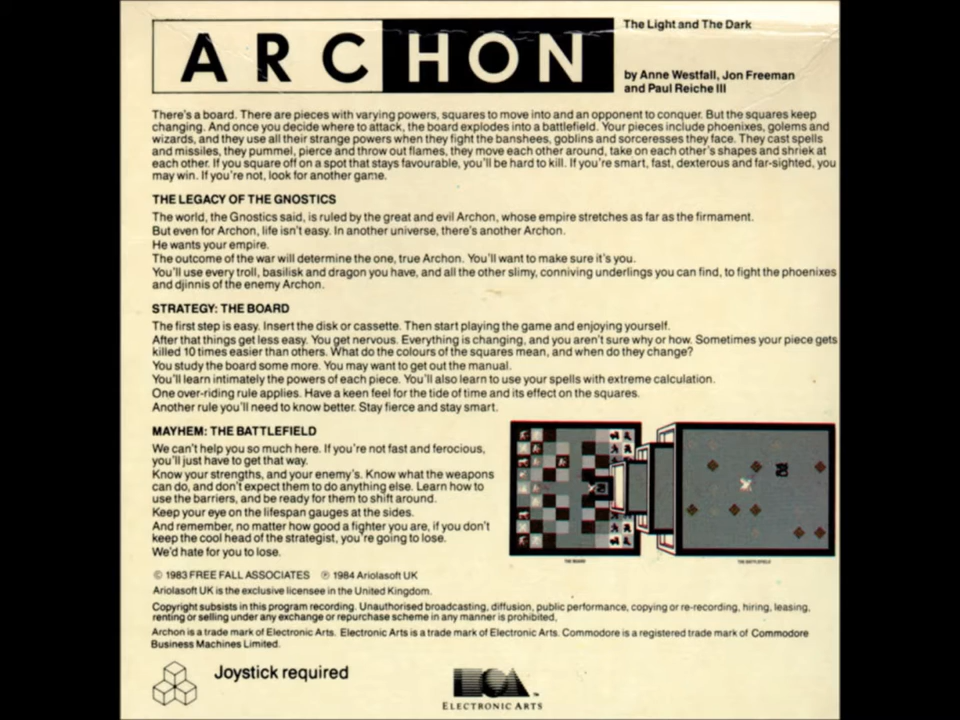 ARCHON
The Light and The Dark
by Anne Westfall, Jon Freeman
and Paul Reiche III
There's a board. There are pieces with varying powers, squares to move into and an opponent to conquer. But the squares keep
changing. And once you decide where to attack, the board explodes into a battlefield. Your pieces include phoenixes, golems and
wizards, and they use all their strange powers when they fight the banshees, goblins and sorceresses they face. They cast spells
and missiles, they pummel, pierce and throw out flames, they move each other around, take on each other's shapes and shriek at
each other. If you square off on a spot that stays favourable, you'll be hard to kill. If you're smart, fast, dexterous and far-sighted, you
may win. If you're not, look for another game.
THE LEGACY OF THE GNOSTICS
The world, the Gnostics said, is ruled by the great and evil Archon, whose empire stretches as far as the firmament.
But even for Archon, life isn't easy. In another universe, there's another Archon.
He wants your empire.
The outcome of the war will determine the one, true Archon. You'll want to make sure it's you.
You'll use every troll, basilisk and dragon you have, and all the other slimy, conniving underlings you can find, to fight the phoenixes
and djinnis of the enemy Archon.
STRATEGY: THE BOARD
The first step is easy. Insert the disk or cassette. Then start playing the game and enjoying yourself.
After that things get less easy. You get nervous. Everything is changing, and you aren't sure why or how. Sometimes your piece gets
killed 10 times easier than others. What do the colours of the squares mean, and when do they change?
You study the board some more. You may want to get out the manual.
You'll learn intimately the powers of each piece. You'll also learn to use your spells with extreme calculation.
One over-riding rule applies. Have a keen feel for the tide of time and its effect on the squares.
Another rule you'll need to know better. Stay fierce and stay smart.
MAYHEM: THE BATTLEFIELD
We can't help you so much here. If you're not fast and ferocious,
you'll just have to get that way.
Know your strengths, and your enemy's. Know what the weapons
can do, and don't expect them to do anything else. Learn how to
use the barriers, and be ready for them to shift around.
Keep your eye on the lifespan gauges at the sides.
And remember, no matter how good a fighter you are, if you don't
keep the cool head of the strategist, you're going to lose.
We'd hate for you to lose.
THE BOARD
THE BATTLEFIELD
© 1983 FREE FALL ASSOCIATES ℗ 1984 Ariolasoft UK
Ariolasoft UK is the exclusive licensee in the United Kingdom.
Copyright subsists in this program recording. Unauthorised broadcasting, diffusion, public performance, copying or re-recording, hiring, leasing,
renting or selling under any exchange or repurchase scheme in any manner is prohibited,
Archon is a trade mark of Electronic Arts. Electronic Arts is a trade mark of Electronic Arts. Commodore is a registered trade mark of Commodore
Business Machines Limited.
Joystick required
EOA ™
ELECTRONIC ARTS